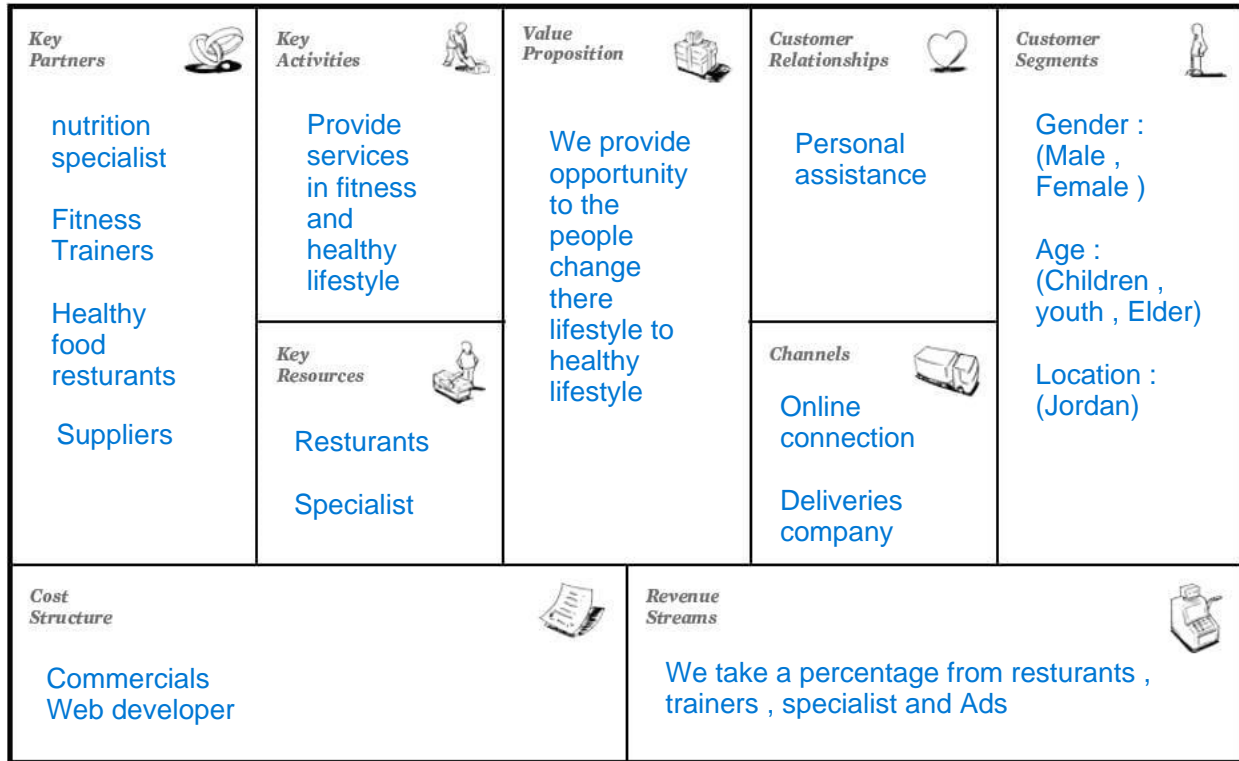 Key
Partners
nutrition
specialist
Fitness
Trainers
Healthy
food
resturants
Suppliers
Key
Activities
Provide
services
in fitness
and
healthy
lifestyle
Key
Resources
Resturants
Specialist
Value
Proposition
We provide
opportunity
to the
people
change
there
lifestyle to
healthy
lifestyle
Customer
Relationships
Personal
assistance
Channels
Online
connection
Deliveries
company
Customer
Segments
Gender :
(Male ,
Female )
Age :
(Children ,
youth , Elder)
Location :
(Jordan)
Cost
Structure
Commercials
Web developer
Revenue
Streams
We take a percentage from resturants ,
trainers , specialist and Ads